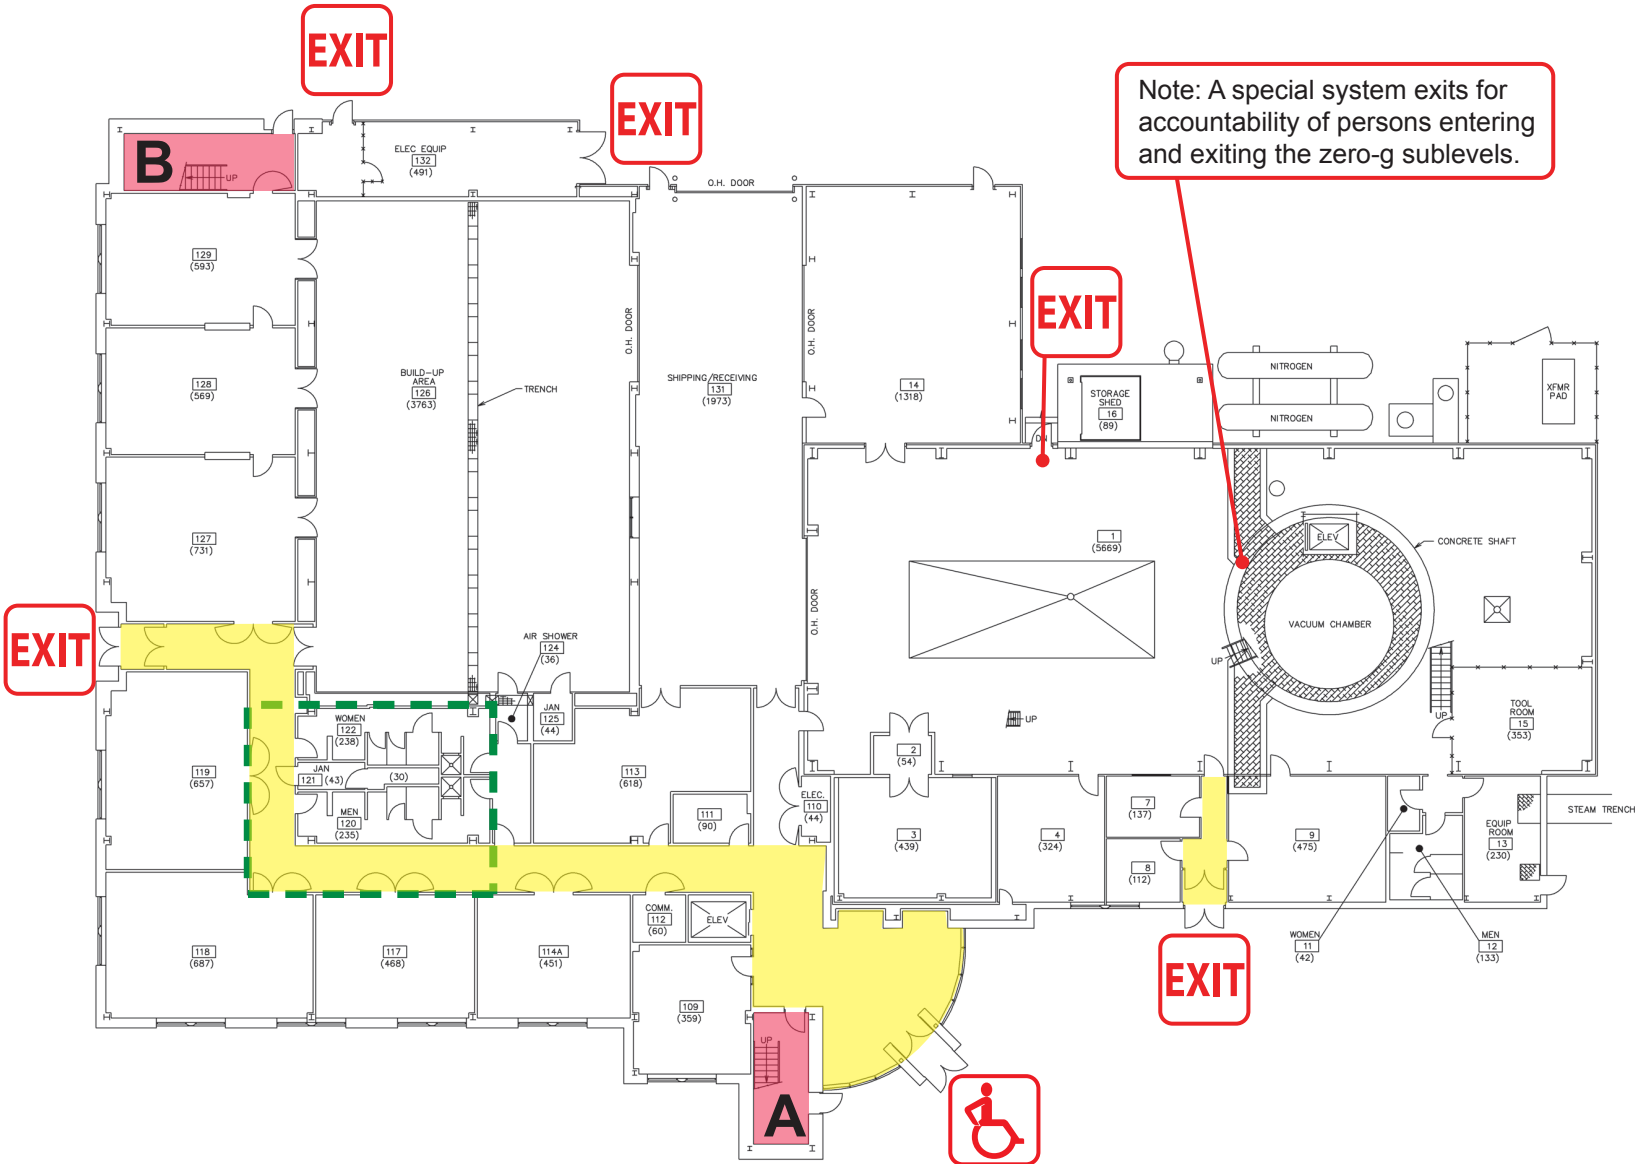 EXIT
EXIT
Note: A special system exits for
accountability of persons entering
and exiting the zero-g sublevels.
B
UP
ELEC EQUIP
132
(491)
O.H. DOOR
129
(593)
EXIT
O.H. DOOR
O.H. DOOR
128
(569)
BUILD-UP
AREA
126
(3763)
TRENCH
SHIPPING/RECEIVING
131
(1973)
14
(1318)
STORAGE
SHED
16
(89)
NITROGEN
NITROGEN
XFMR
PAD
DN
127
(731)
1
(5669)
ELEV
CONCRETE SHAFT
O.H. DOOR
VACUUM CHAMBER
EXIT
AIR SHOWER
124
(36)
UP
JAN
125
(44)
UP
UP
TOOL
ROOM
15
(353)
WOMEN
122
(238)
2
(54)
119
(657)
JAN
121 (43)
(30)
113
(618)
MEN
120
(235)
111
(90)
ELEC.
110
(44)
3
(439)
4
(324)
7
(137)
8
(112)
9
(475)
EQUIP
ROOM
13
(230)
STEAM TRENCH
118
(687)
117
(468)
114A
(451)
COMM.
112
(60)
ELEV
WOMEN
11
(42)
MEN
12
(133)
EXIT
109
(359)
UP
A